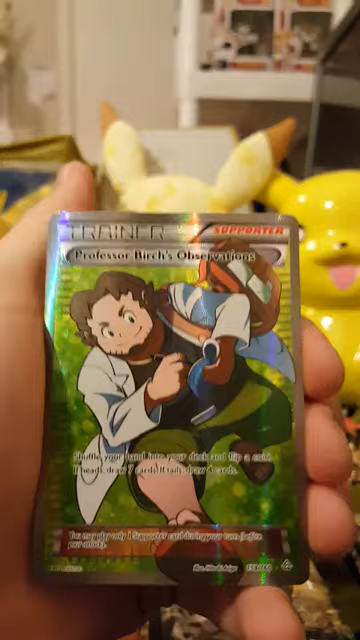 TRAINER
SUPPORTER
Professor Birch's Observations
Shuffle your hand into your deck and flip a coin.
If heads, draw 7 cards. If tails, draw 4 cards.
You may play only 1 Supporter card during your turn (before
your attack).